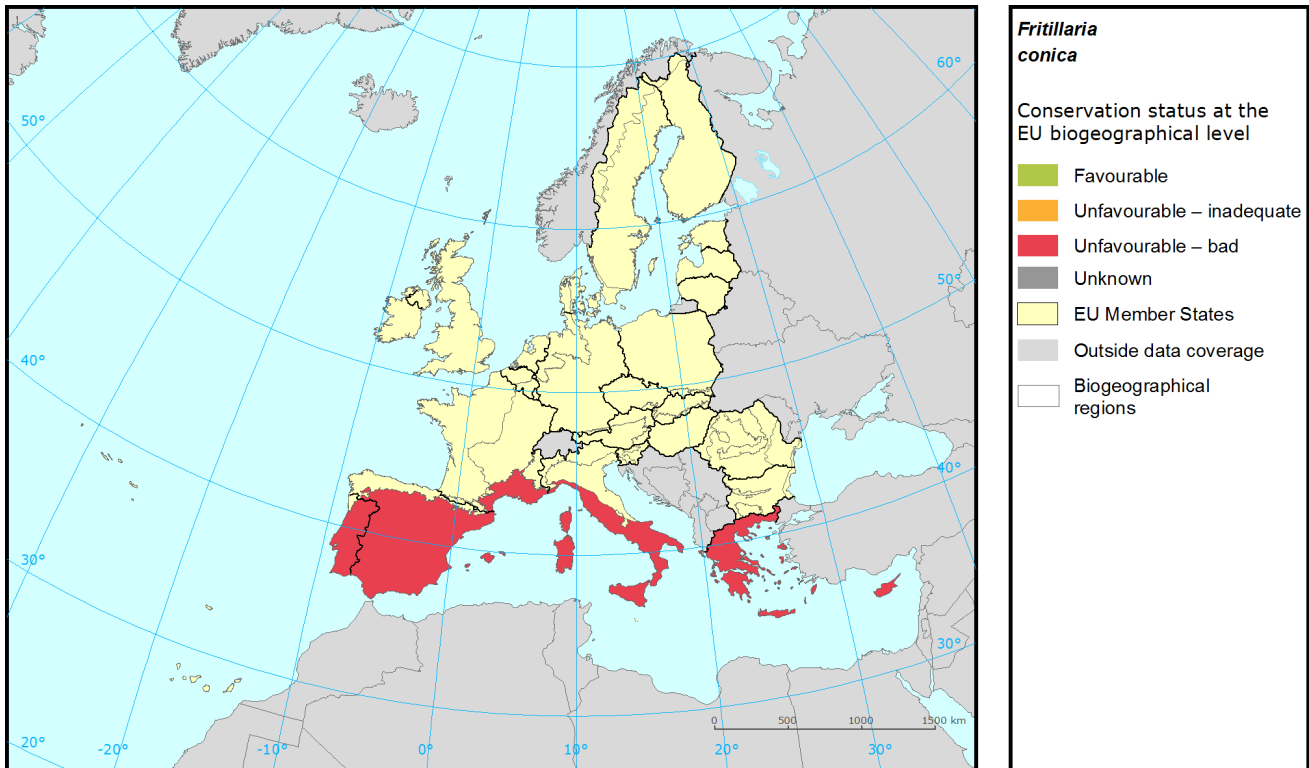 Fritillaria
conica
Conservation status at the
EU biogeographical level
Favourable
Unfavourable – inadequate
Unfavourable – bad
Unknown
EU Member States
Outside data coverage
Biogeographical
regions
60°
50°
50°
40°
40°
30°
30°
0 500 1000 1500 km
20° -20° -10° 0° 10° 20° 30°